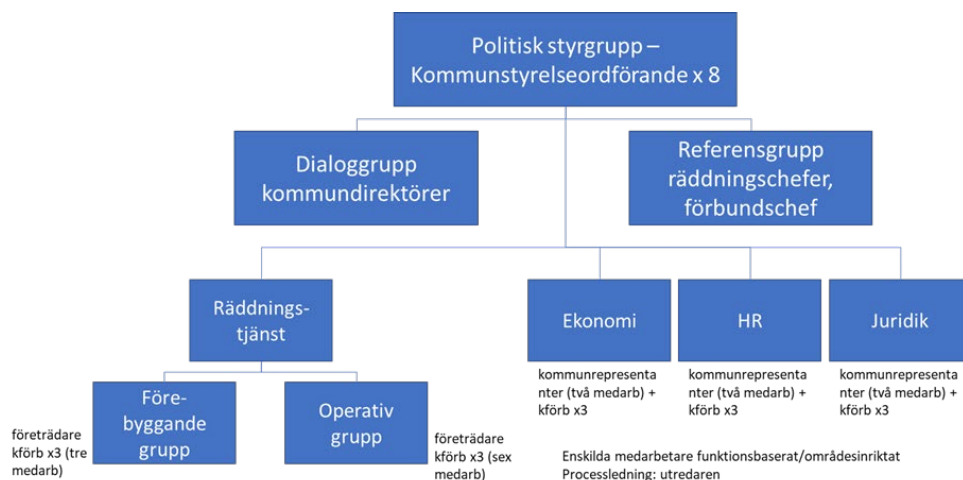 Politisk styrgrupp –
Kommunstyrelseordförande x 8
Dialoggrupp
kommundirektörer
Referensgrupp
räddningschefer,
förbundschef
Räddnings-
tjänst
Ekonomi
HR
Juridik
kommunrepresenta
nter (två medarb) +
kförb x3
kommunrepresenta
nter (två medarb) +
kförb x3
kommunrepresenta
nter (två medarb) +
kförb x3
Före-
byggande
grupp
Operativ
grupp
företrädare
kförb x3 (tre
medarb)
företrädare
kförb x3 (sex
medarb)
Enskilda medarbetare funktionsbaserat/områdesinriktat
Processledning: utredaren